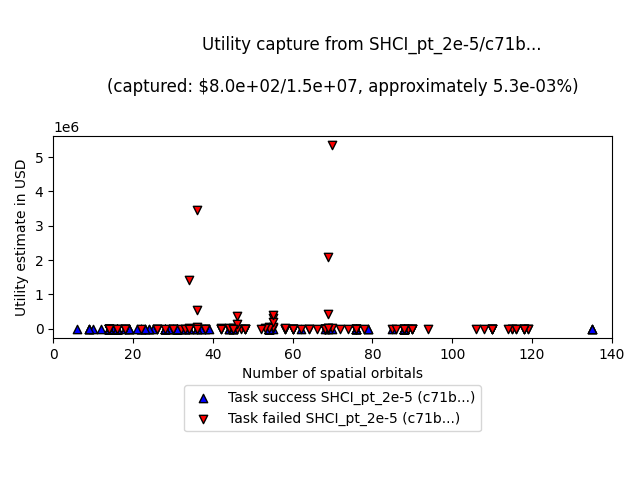 Utility capture from SHCI_pt_2e-5/c71b...
(captured: $8.0e+02/1.5e+07, approximately 5.3e-03%)
1e6
5
4
3
2
1
0
Utility estimate in USD
0 20 40 60 80 100 120 140
Number of spatial orbitals
Task success SHCI_pt_2e-5 (c71b...)
Task failed SHCI_pt_2e-5 (c71b...)